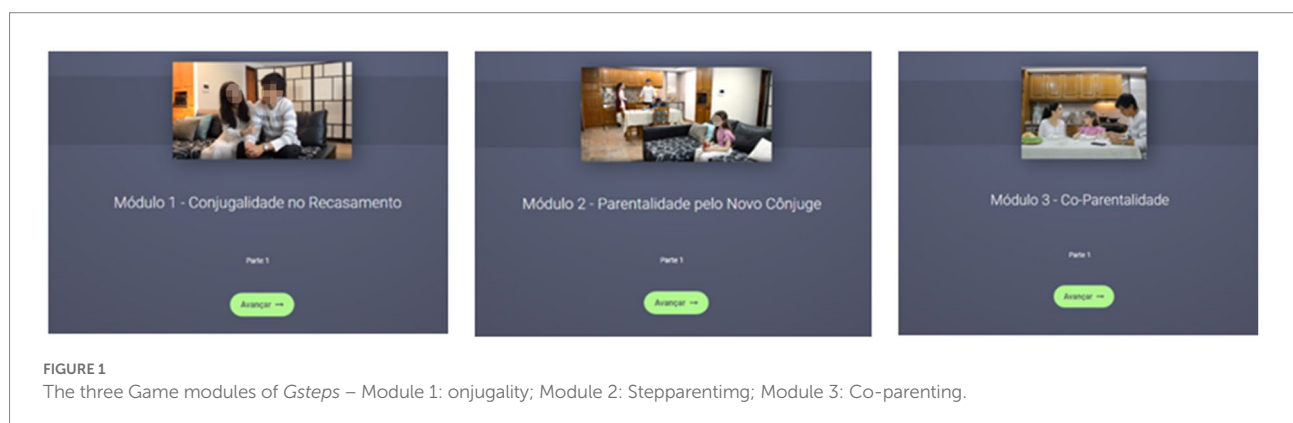 Módulo 1 - Conjugalidade no Recasamento
Parte 1
Avançar →
Módulo 2 - Parentalidade pelo Novo Cônjuge
Parte 1
Avançar →
Módulo 3 - Co-Parentalidade
Parte 1
Avançar →
FIGURE 1
The three Game modules of Gsteps – Module 1: onjugality; Module 2: Stepparentimg; Module 3: Co-parenting.